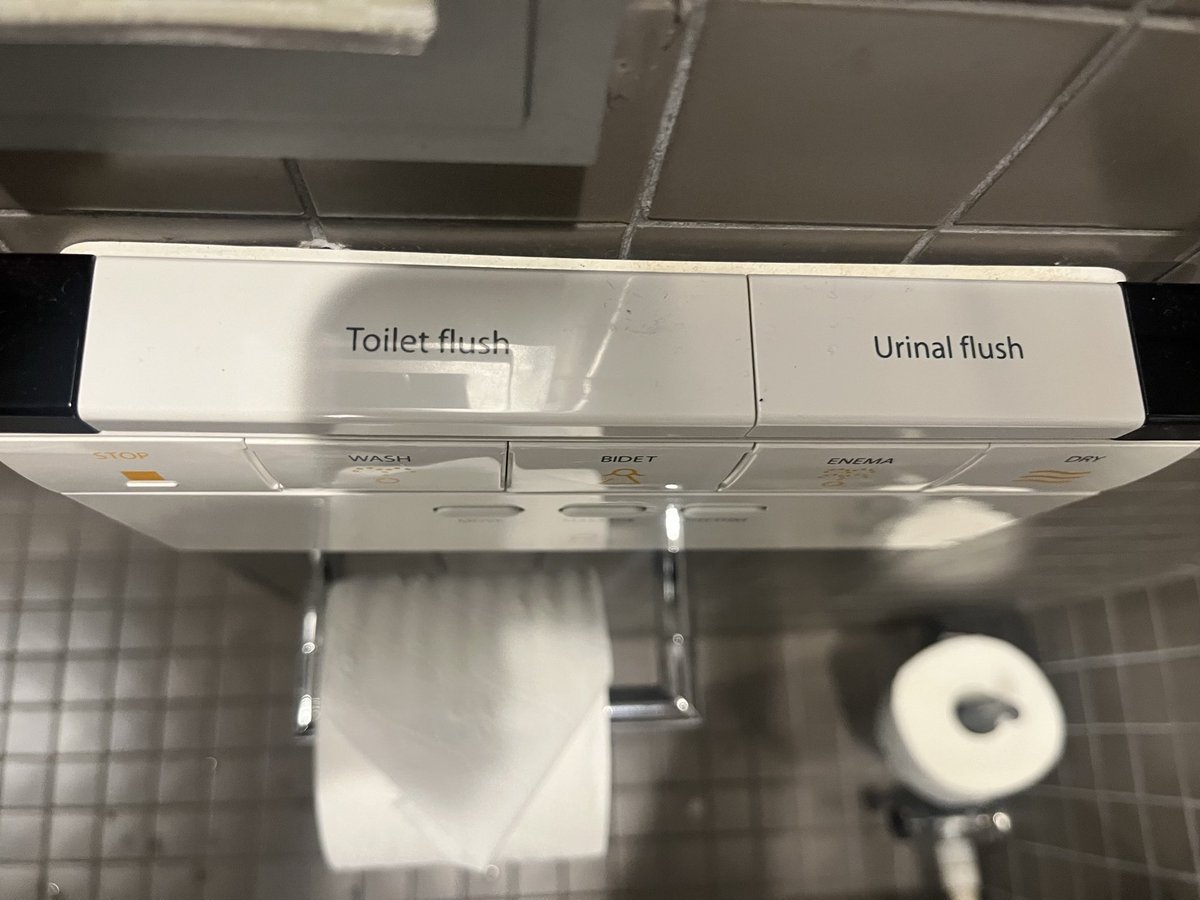 Toilet flush
Urinal flush
STOP
WASH
BIDET
ENEMA
DRY